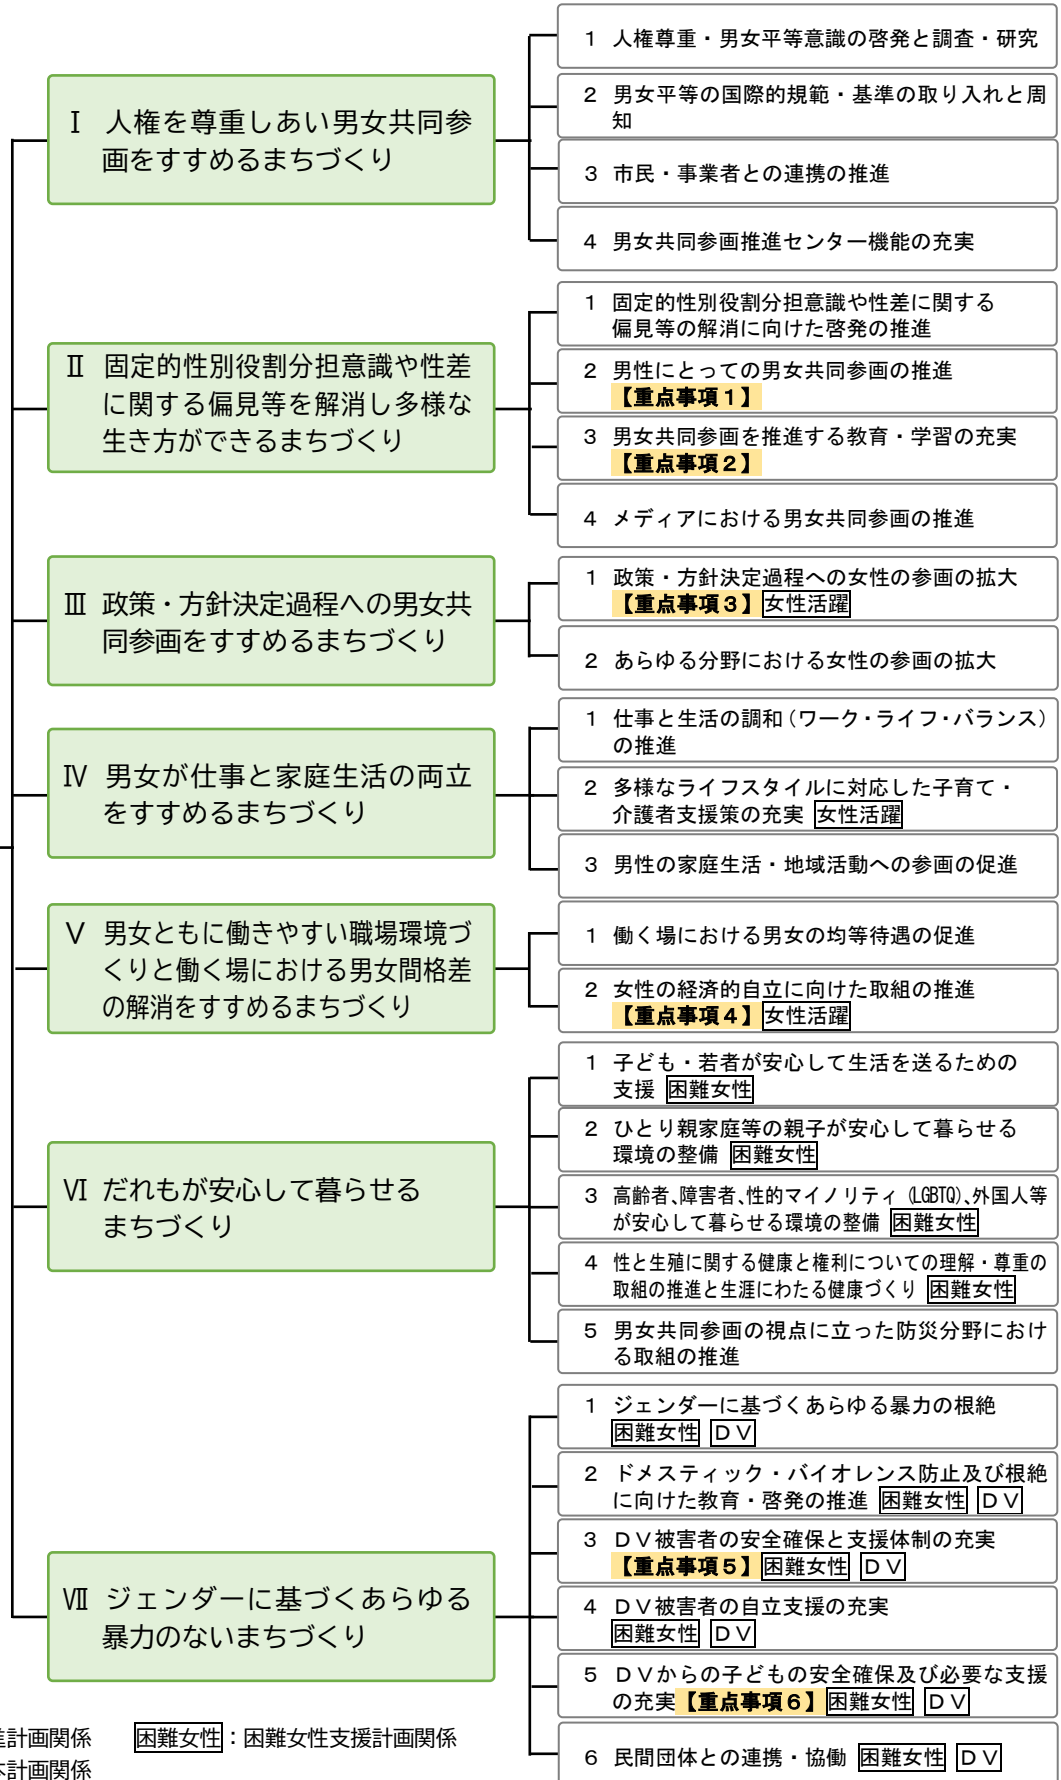 Ⅰ 人権を尊重しあい男女共同参
画をすすめるまちづくり
1 人権尊重・男女平等意識の啓発と調査・研究
2 男女平等の国際的規範・基準の取り入れと周
知
3 市民・事業者との連携の推進
4 男女共同参画推進センター機能の充実
Ⅱ 固定的性別役割分担意識や性差
に関する偏見等を解消し多様な
生き方ができるまちづくり
1 固定的性別役割分担意識や性差に関する
偏見等の解消に向けた啓発の推進
2 男性にとっての男女共同参画の推進
【重点事項1】
3 男女共同参画を推進する教育・学習の充実
【重点事項2】
4 メディアにおける男女共同参画の推進
Ⅲ 政策・方針決定過程への男女共
同参画をすすめるまちづくり
1 政策・方針決定過程への女性の参画の拡大
【重点事項3】 女性活躍
2 あらゆる分野における女性の参画の拡大
Ⅳ 男女が仕事と家庭生活の両立
をすすめるまちづくり
1 仕事と生活の調和(ワーク・ライフ・バランス)
の推進
2 多様なライフスタイルに対応した子育て・
介護者支援策の充実 女性活躍
3 男性の家庭生活・地域活動への参画の促進
Ⅴ 男女ともに働きやすい職場環境づ
くりと働く場における男女間格差
の解消をすすめるまちづくり
1 働く場における男女の均等待遇の促進
2 女性の経済的自立に向けた取組の推進
【重点事項4】 女性活躍
Ⅵ だれもが安心して暮らせる
まちづくり
1 子ども・若者が安心して生活を送るための
支援 困難女性
2 ひとり親家庭等の親子が安心して暮らせる
環境の整備 困難女性
3 高齢者、障害者、性的マイノリティ(LGBTQ)、外国人等
が安心して暮らせる環境の整備 困難女性
4 性と生殖に関する健康と権利についての理解・尊重の
取組の推進と生涯にわたる健康づくり 困難女性
5 男女共同参画の視点に立った防災分野におけ
る取組の推進
Ⅶ ジェンダーに基づくあらゆる
暴力のないまちづくり
1 ジェンダーに基づくあらゆる暴力の根絶
困難女性 DV
2 ドメスティック・バイオレンス防止及び根絶
に向けた教育・啓発の推進 困難女性 DV
3 DV被害者の安全確保と支援体制の充実
【重点事項5】 困難女性 DV
4 DV被害者の自立支援の充実
困難女性 DV
5 DVからの子どもの安全確保及び必要な支援
の充実【重点事項6】 困難女性 DV
6 民間団体との連携・協働 困難女性 DV
計画関係 困難女性:困難女性支援計画関係
計画関係